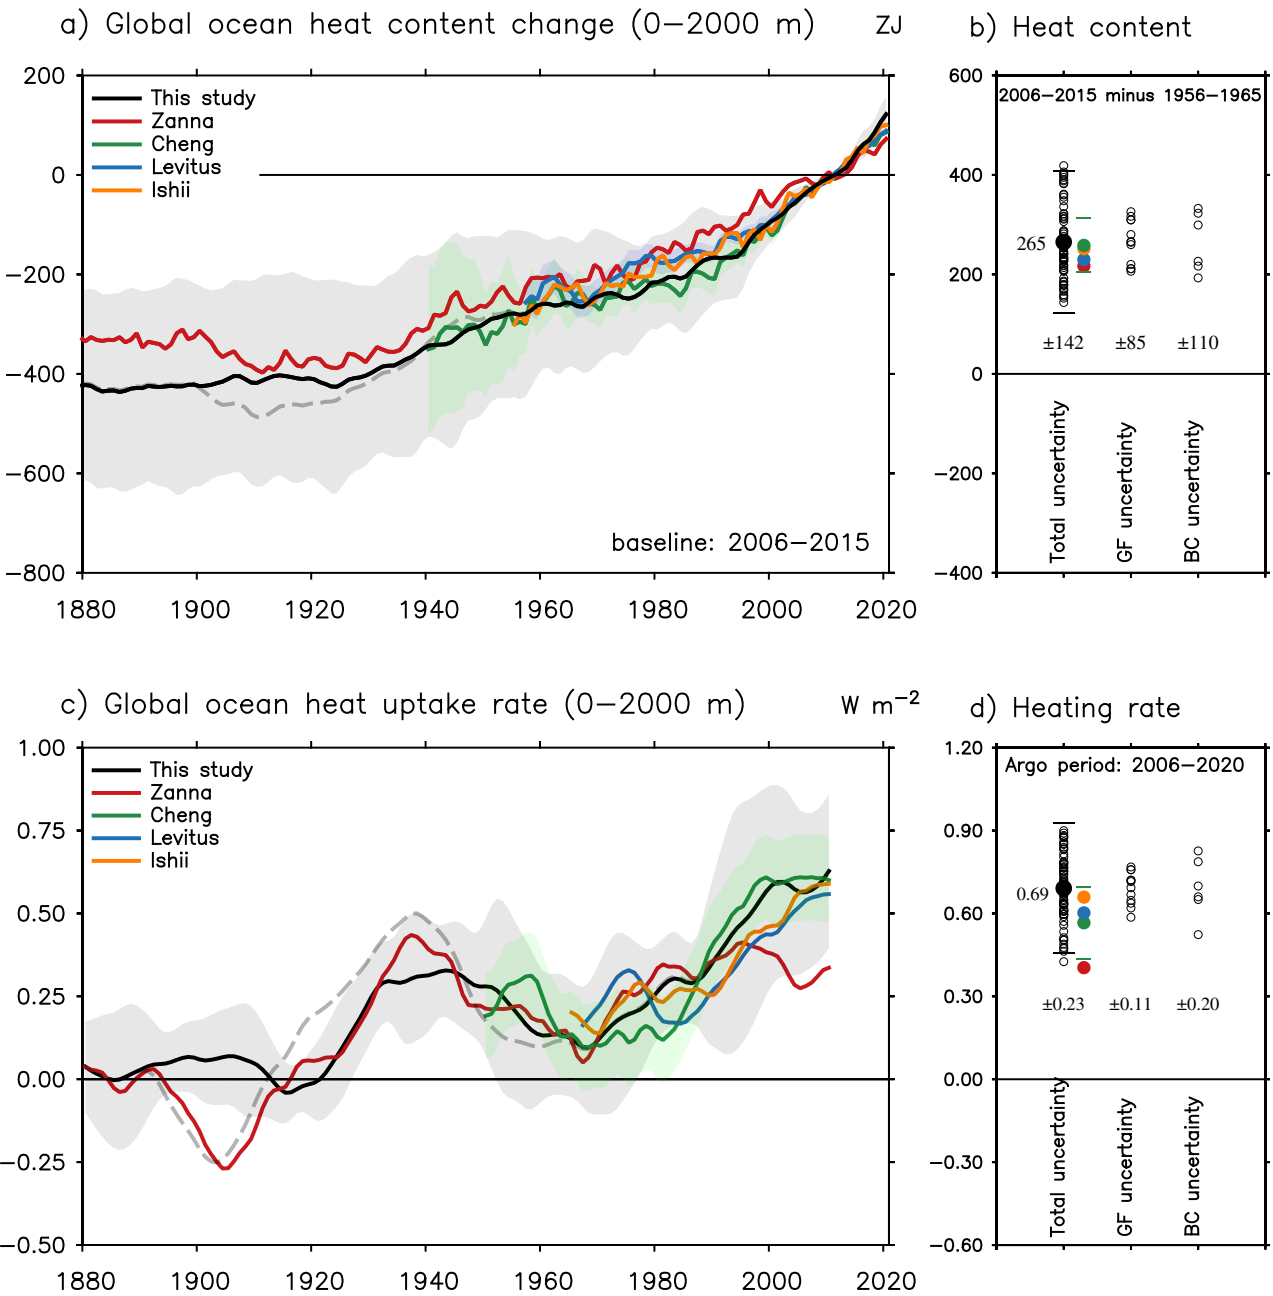 a) Global ocean heat content change (0−2000 m) ZJ
200
0
−200
−400
−600
−800
This study
Zanna
Cheng
Levitus
Ishii
baseline: 2006−2015
1880 1900 1920 1940 1960 1980 2000 2020
b) Heat content
600
400
200
0
−200
−400
2006−2015 minus 1956−1965
265
±142 ±85 ±110
Total uncertainty
GF uncertainty
BC uncertainty
c) Global ocean heat uptake rate (0−2000 m) W m−2
1.00
0.75
0.50
0.25
0.00
−0.25
−0.50
This study
Zanna
Cheng
Levitus
Ishii
1880 1900 1920 1940 1960 1980 2000 2020
d) Heating rate
1.20
0.90
0.60
0.30
0.00
−0.30
−0.60
Argo period: 2006−2020
0.69
±0.23 ±0.11 ±0.20
Total uncertainty
GF uncertainty
BC uncertainty